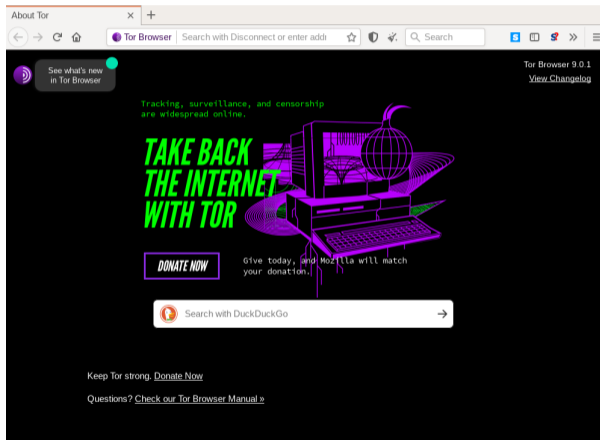 About Tor
Tor Browser
Search with Disconnect or enter addr
Search
See what's new
in Tor Browser
Tor Browser 9.0.1
View Changelog
Tracking, surveillance, and censorship
are widespread online.
TAKE BACK
THE INTERNET
WITH TOR
DONATE NOW
Give today, and Mozilla will match
your donation.
Search with DuckDuckGo
Keep Tor strong. Donate Now
Questions? Check our Tor Browser Manual »